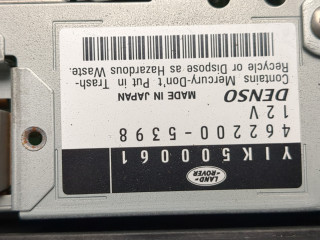 LAND-
ROVER
YIK500061
462200-5398
12V
DENSO
MADE IN JAPAN
Contains Mercury-Don't Put in Trash-
Recycle or Dispose as Hazardous Waste.